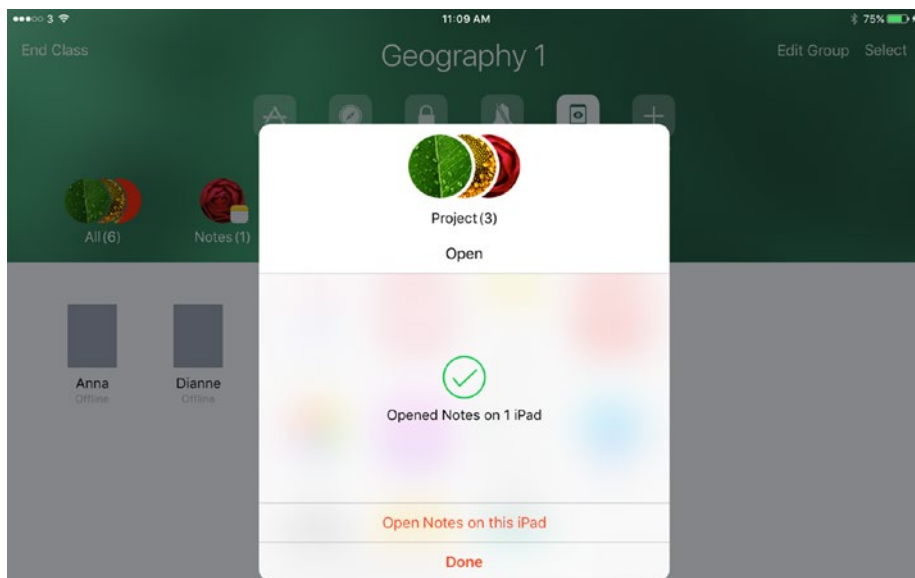 3 11:09 AM 75%
End Class Geography 1 Edit Group Select
All (6) Notes (1)
Project (3)
Open
Anna Dianne
Offline Offline
Opened Notes on 1 iPad
Open Notes on this iPad
Done